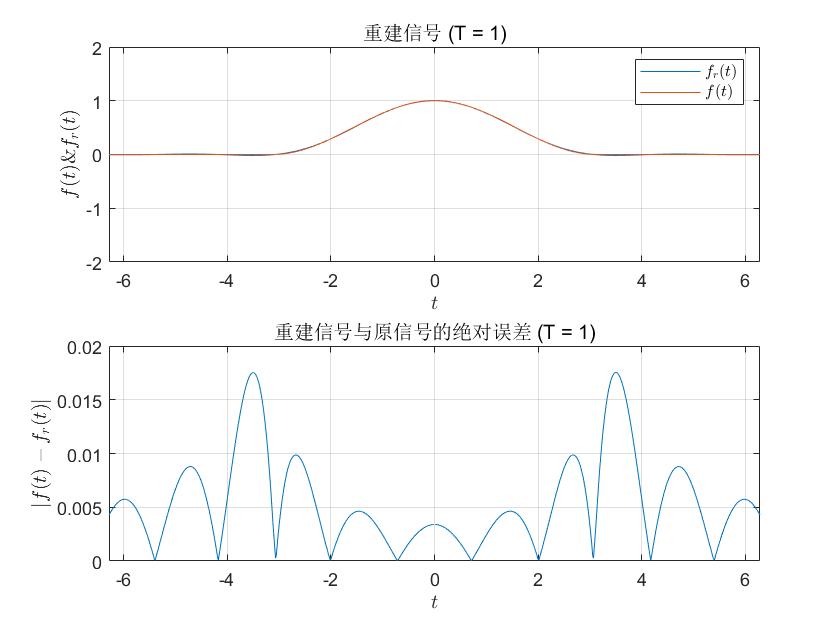 重建信号 (T = 1)
2
1
0
-1
-2
f(t)&f_r(t)
f_r(t)
f(t)
-6 -4 -2 0 2 4 6
t
重建信号与原信号的绝对误差 (T = 1)
0.02
0.015
0.01
0.005
0
|f(t) − f_r(t)|
-6 -4 -2 0 2 4 6
t